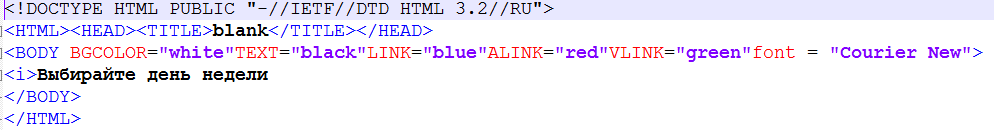 <!DOCTYPE HTML PUBLIC "-//IETF//DTD HTML 3.2//RU">
<HTML><HEAD><TITLE>blank</TITLE></HEAD>
<BODY BGCOLOR="white"TEXT="black"LINK="blue"ALINK="red"VLINK="green"font = "Courier New">
<i>Выбирайте день недели
</BODY>
</HTML>